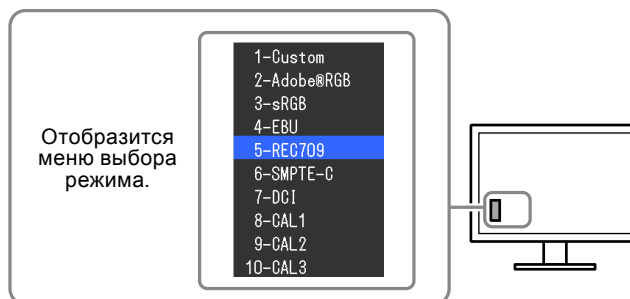 Отобразится
меню выбора
режима.
1-Custom
2-Adobe®RGB
3-sRGB
4-EBU
5-REC709
6-SMPTE-C
7-DCI
8-CAL1
9-CAL2
10-CAL3